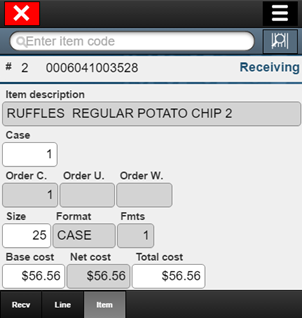 Enter item code
# 2 0006041003528 Receiving
Item description
RUFFLES REGULAR POTATO CHIP 2
Case
1
Order C. Order U. Order W.
1
Size Format Fmts
25 CASE 1
Base cost Net cost Total cost
$56.56 $56.56 $56.56
Recv Line Item